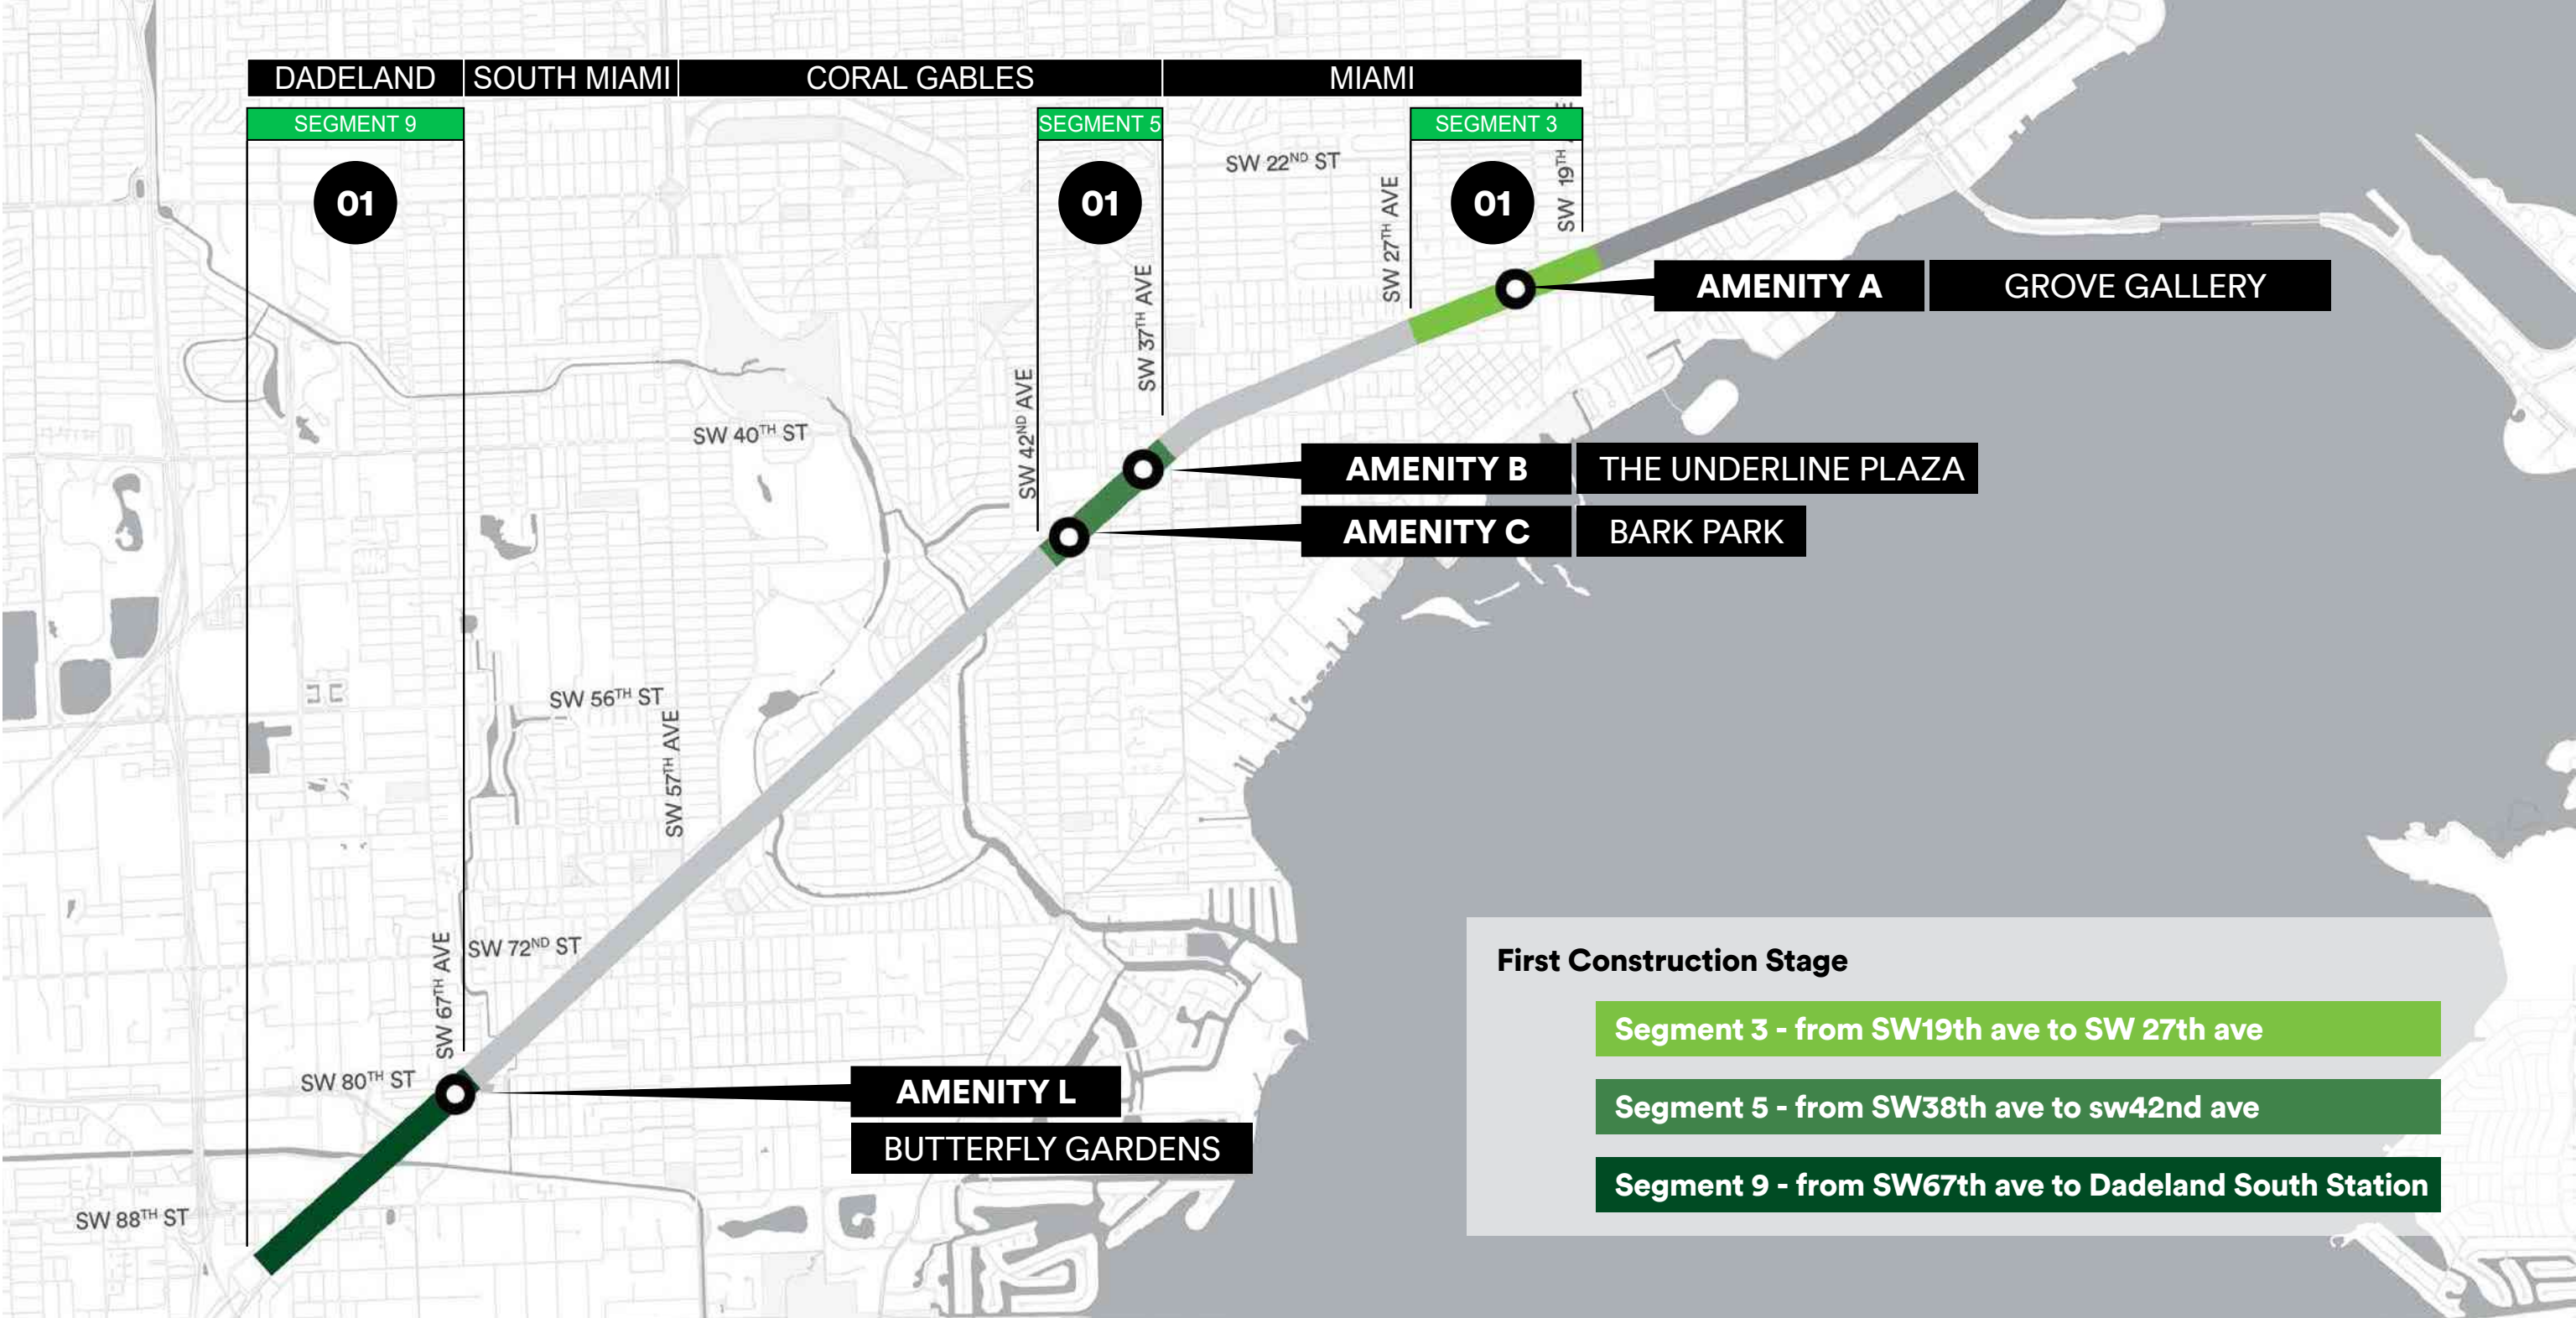 DADELAND
SOUTH MIAMI
CORAL GABLES
MIAMI
SEGMENT 9
SEGMENT 5
SEGMENT 3
01
01
01
SW 22ND ST
SW 27TH AVE
SW 19TH
SW 37TH AVE
SW 42ND AVE
AMENITY A
GROVE GALLERY
SW 40TH ST
AMENITY B
THE UNDERLINE PLAZA
AMENITY C
BARK PARK
SW 56TH ST
SW 57TH AVE
SW 67TH AVE
SW 72ND ST
SW 80TH ST
AMENITY L
BUTTERFLY GARDENS
SW 88TH ST
First Construction Stage
Segment 3 - from SW19th ave to SW 27th ave
Segment 5 - from SW38th ave to sw42nd ave
Segment 9 - from SW67th ave to Dadeland South Station